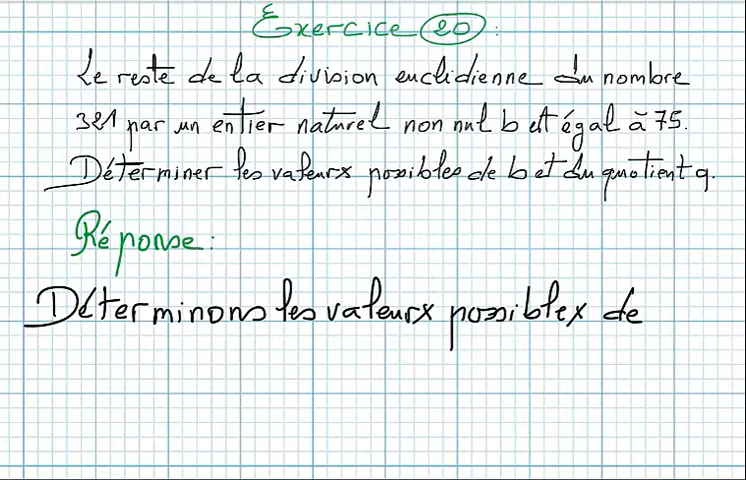 Exercice 20 :
Le reste de la division euclidienne du nombre
321 par un entier naturel non nul b est égal à 75.
Déterminer les valeurs possibles de b et du quotient q.
Réponse :
Déterminons les valeurs possibles de